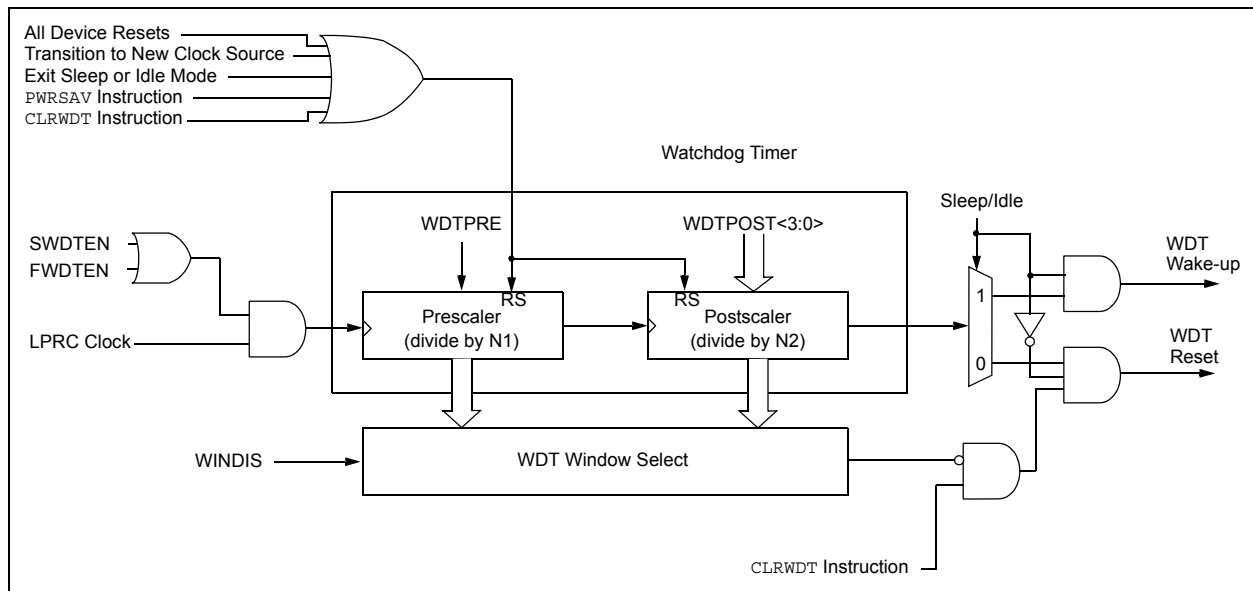 All Device Resets
Transition to New Clock Source
Exit Sleep or Idle Mode
PWRSAV Instruction
CLRWDT Instruction
Watchdog Timer
Sleep/Idle
WDTPRE
WDTPOST<3:0>
SWDTEN
FWDTEN
WDT
Wake-up
RS
RS
Prescaler
(divide by N1)
Postscaler
(divide by N2)
1
LPRC Clock
WDT
Reset
0
WINDIS
WDT Window Select
CLRWDT Instruction